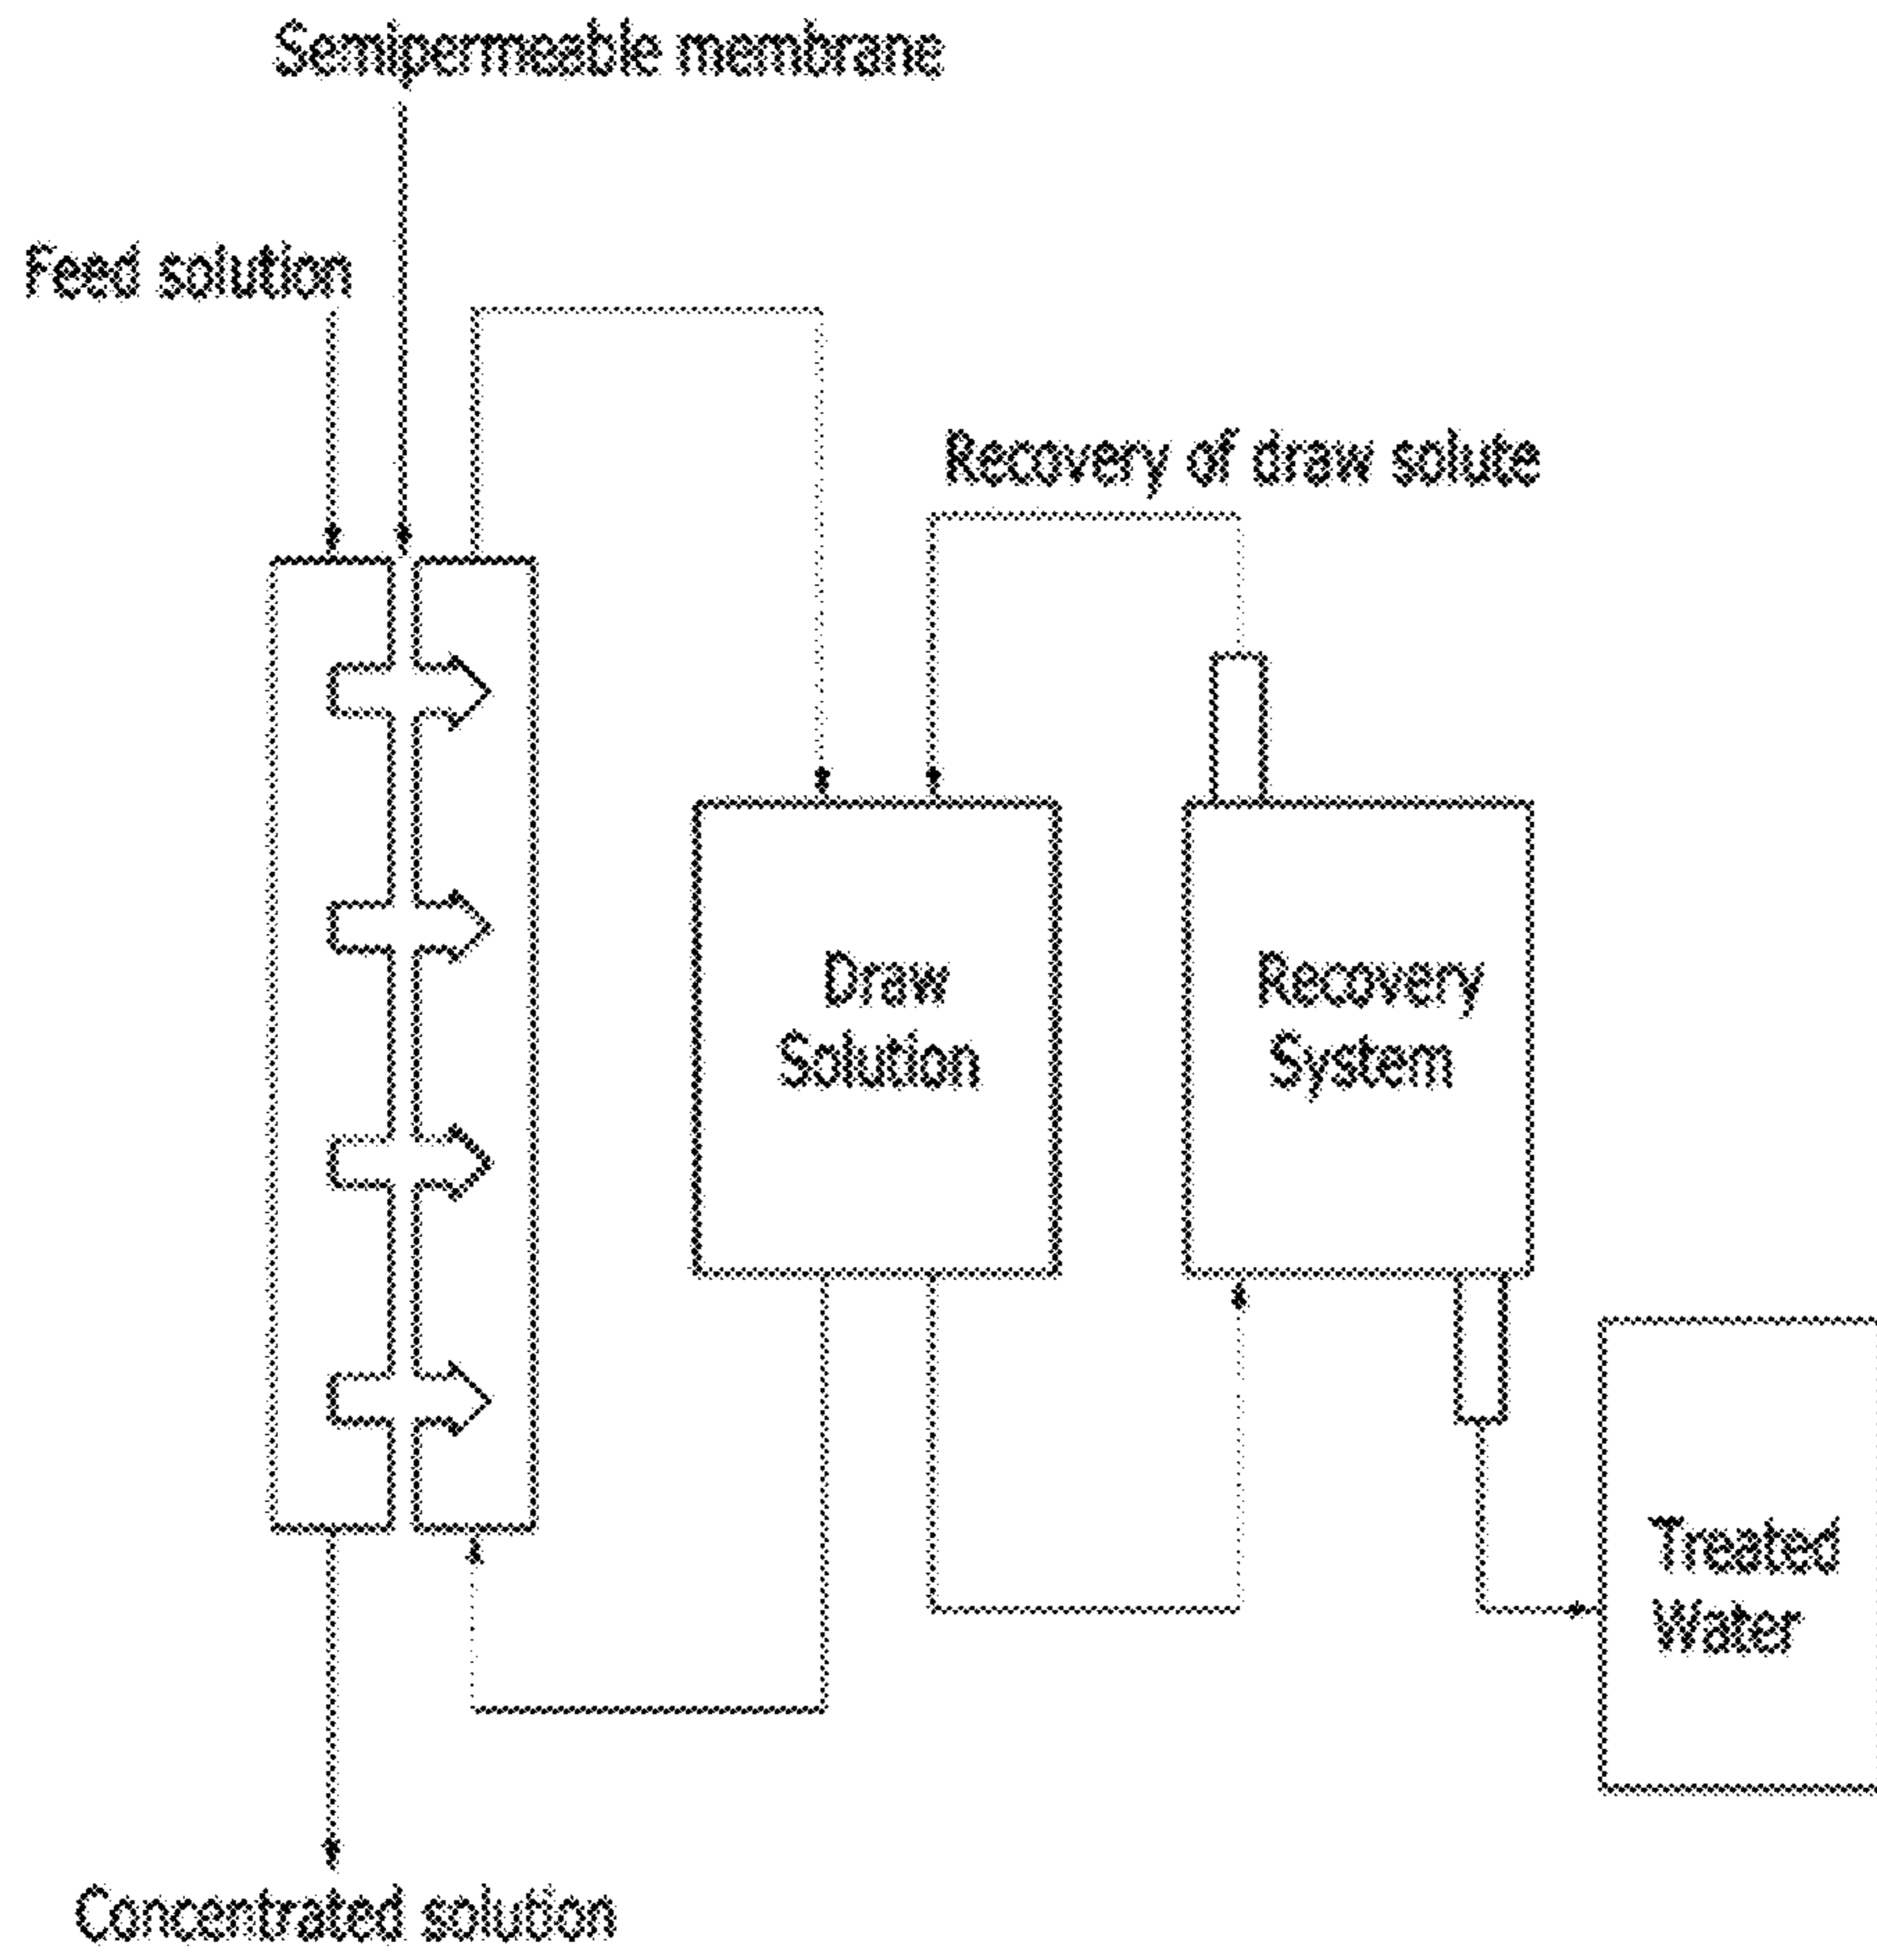 Semipermeable membrane
Feed solution
Recovery of draw solute
Draw
Solution
Recovery
System
Treated
Water
Concentrated solution